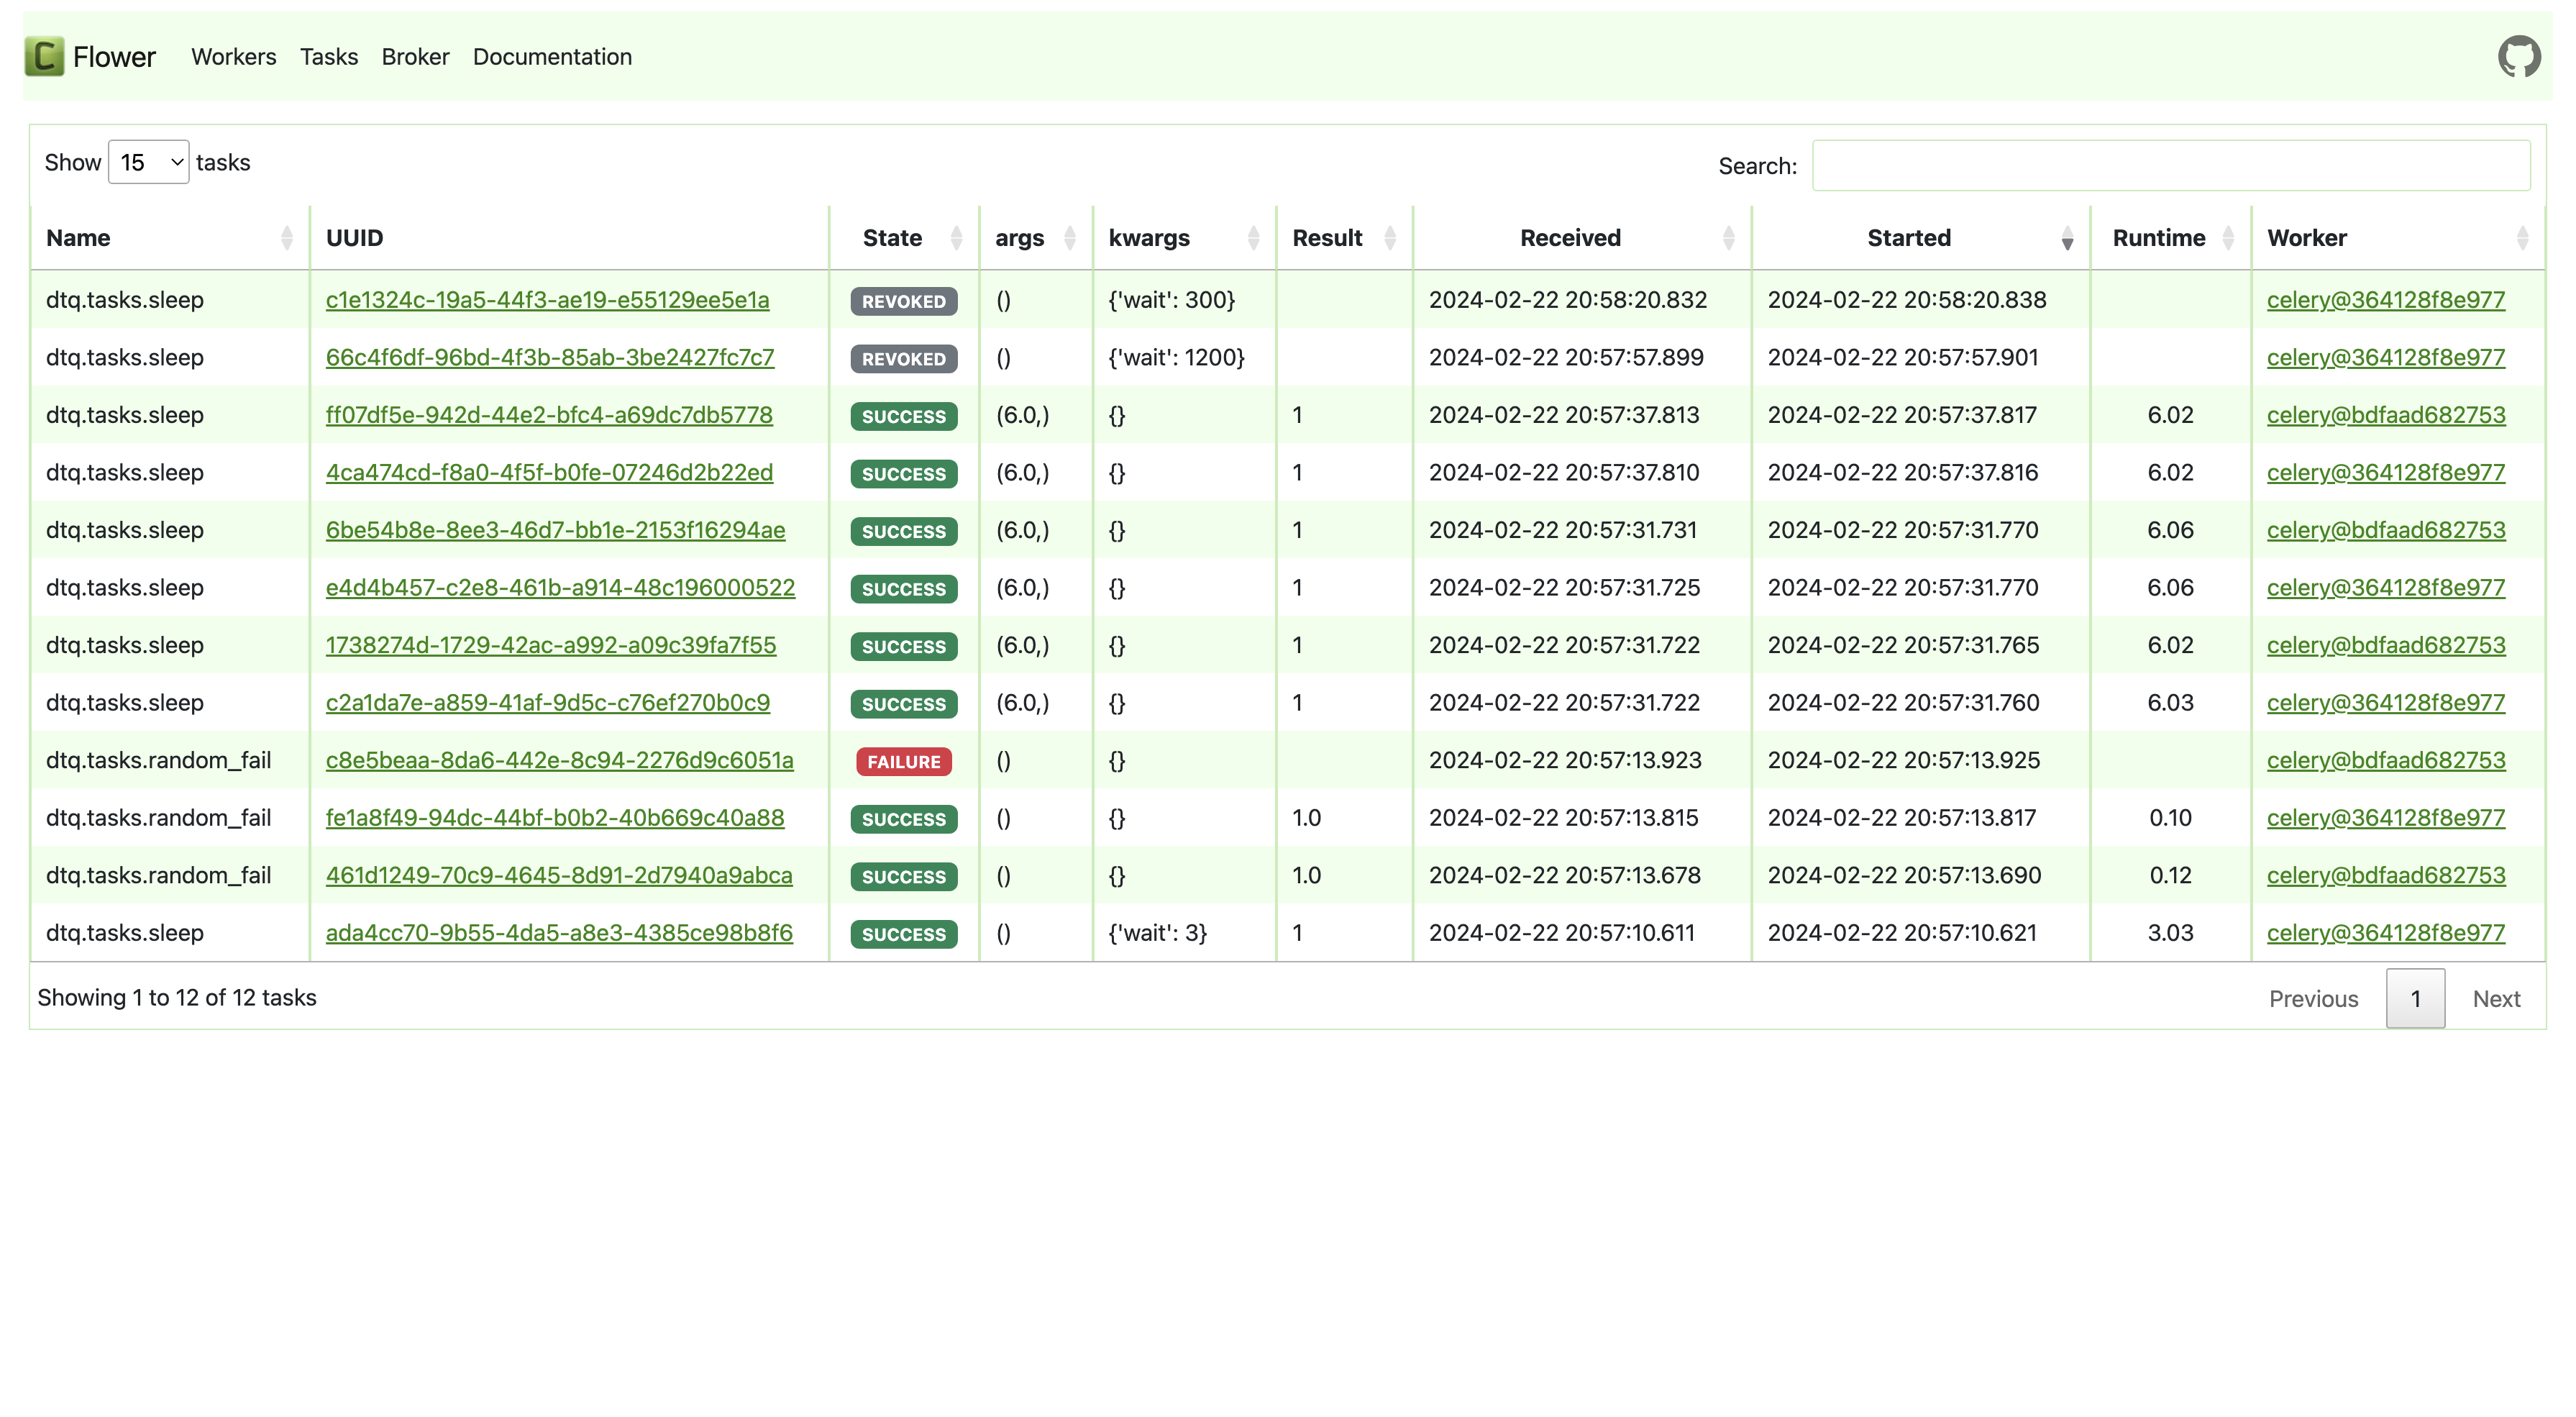 C Flower Workers Tasks Broker Documentation
Show 15 tasks Search:
Name UUID State args kwargs Result Received Started Runtime Worker
dtq.tasks.sleep c1e1324c-19a5-44f3-ae19-e55129ee5e1a REVOKED () {'wait': 300} 2024-02-22 20:58:20.832 2024-02-22 20:58:20.838 celery@364128f8e977
dtq.tasks.sleep 66c4f6df-96bd-4f3b-85ab-3be2427fc7c7 REVOKED () {'wait': 1200} 2024-02-22 20:57:57.899 2024-02-22 20:57:57.901 celery@364128f8e977
dtq.tasks.sleep ff07df5e-942d-44e2-bfc4-a69dc7db5778 SUCCESS (6.0,) {} 1 2024-02-22 20:57:37.813 2024-02-22 20:57:37.817 6.02 celery@bdfaad682753
dtq.tasks.sleep 4ca474cd-f8a0-4f5f-b0fe-07246d2b22ed SUCCESS (6.0,) {} 1 2024-02-22 20:57:37.810 2024-02-22 20:57:37.816 6.02 celery@364128f8e977
dtq.tasks.sleep 6be54b8e-8ee3-46d7-bb1e-2153f16294ae SUCCESS (6.0,) {} 1 2024-02-22 20:57:31.731 2024-02-22 20:57:31.770 6.06 celery@bdfaad682753
dtq.tasks.sleep e4d4b457-c2e8-461b-a914-48c196000522 SUCCESS (6.0,) {} 1 2024-02-22 20:57:31.725 2024-02-22 20:57:31.770 6.06 celery@364128f8e977
dtq.tasks.sleep 1738274d-1729-42ac-a992-a09c39fa7f55 SUCCESS (6.0,) {} 1 2024-02-22 20:57:31.722 2024-02-22 20:57:31.765 6.02 celery@bdfaad682753
dtq.tasks.sleep c2a1da7e-a859-41af-9d5c-c76ef270b0c9 SUCCESS (6.0,) {} 1 2024-02-22 20:57:31.722 2024-02-22 20:57:31.760 6.03 celery@364128f8e977
dtq.tasks.random_fail c8e5beaa-8da6-442e-8c94-2276d9c6051a FAILURE () {} 2024-02-22 20:57:13.923 2024-02-22 20:57:13.925 celery@bdfaad682753
dtq.tasks.random_fail fe1a8f49-94dc-44bf-b0b2-40b669c40a88 SUCCESS () {} 1.0 2024-02-22 20:57:13.815 2024-02-22 20:57:13.817 0.10 celery@364128f8e977
dtq.tasks.random_fail 461d1249-70c9-4645-8d91-2d7940a9abca SUCCESS () {} 1.0 2024-02-22 20:57:13.678 2024-02-22 20:57:13.690 0.12 celery@bdfaad682753
dtq.tasks.sleep ada4cc70-9b55-4da5-a8e3-4385ce98b8f6 SUCCESS () {'wait': 3} 1 2024-02-22 20:57:10.611 2024-02-22 20:57:10.621 3.03 celery@364128f8e977
Showing 1 to 12 of 12 tasks Previous 1 Next